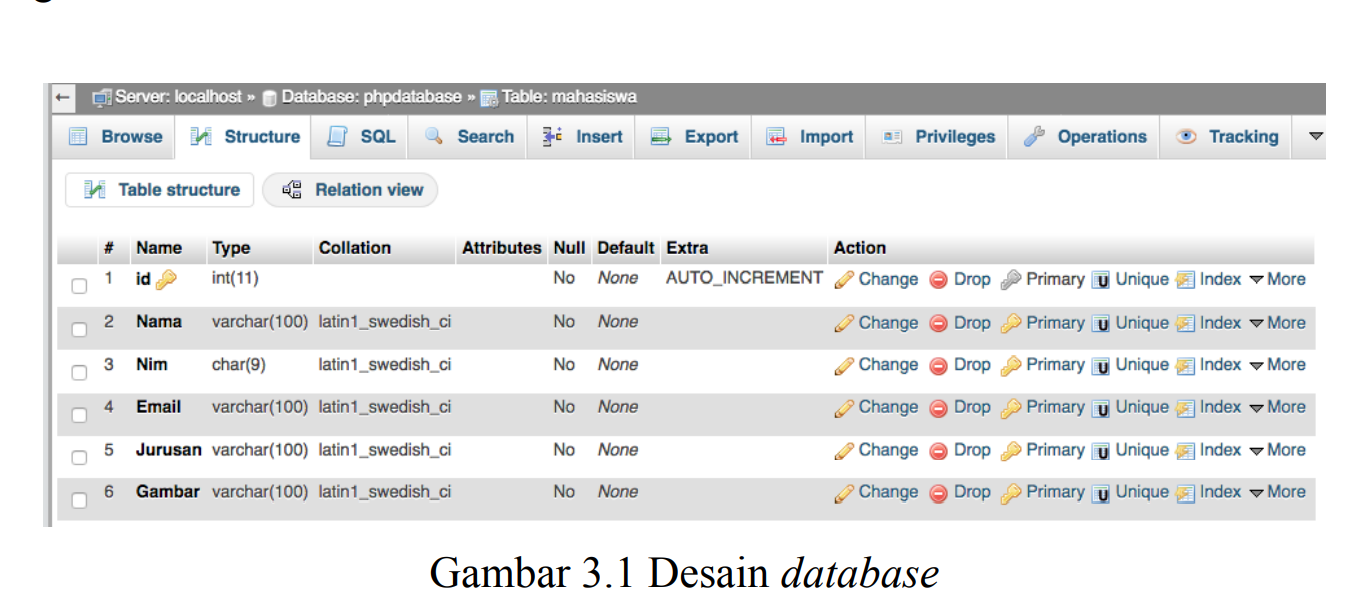 ← Server: localhost » Database: phpdatabase » Table: mahasiswa
Browse Structure SQL Search Insert Export Import Privileges Operations Tracking
Table structure Relation view
# Name Type Collation Attributes Null Default Extra Action
1 id int(11) No None AUTO_INCREMENT Change Drop Primary Unique Index More
2 Nama varchar(100) latin1_swedish_ci No None Change Drop Primary Unique Index More
3 Nim char(9) latin1_swedish_ci No None Change Drop Primary Unique Index More
4 Email varchar(100) latin1_swedish_ci No None Change Drop Primary Unique Index More
5 Jurusan varchar(100) latin1_swedish_ci No None Change Drop Primary Unique Index More
6 Gambar varchar(100) latin1_swedish_ci No None Change Drop Primary Unique Index More
Gambar 3.1 Desain database